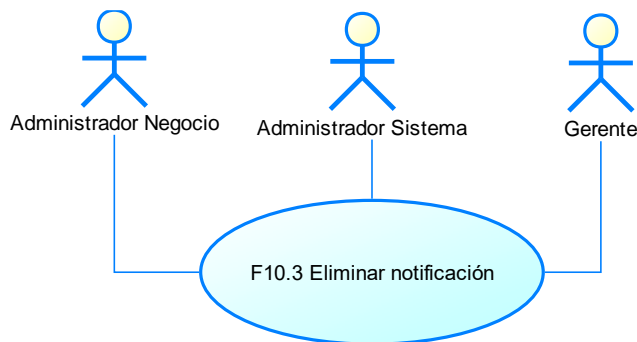 Administrador Negocio
Administrador Sistema
Gerente
F10.3 Eliminar notificación